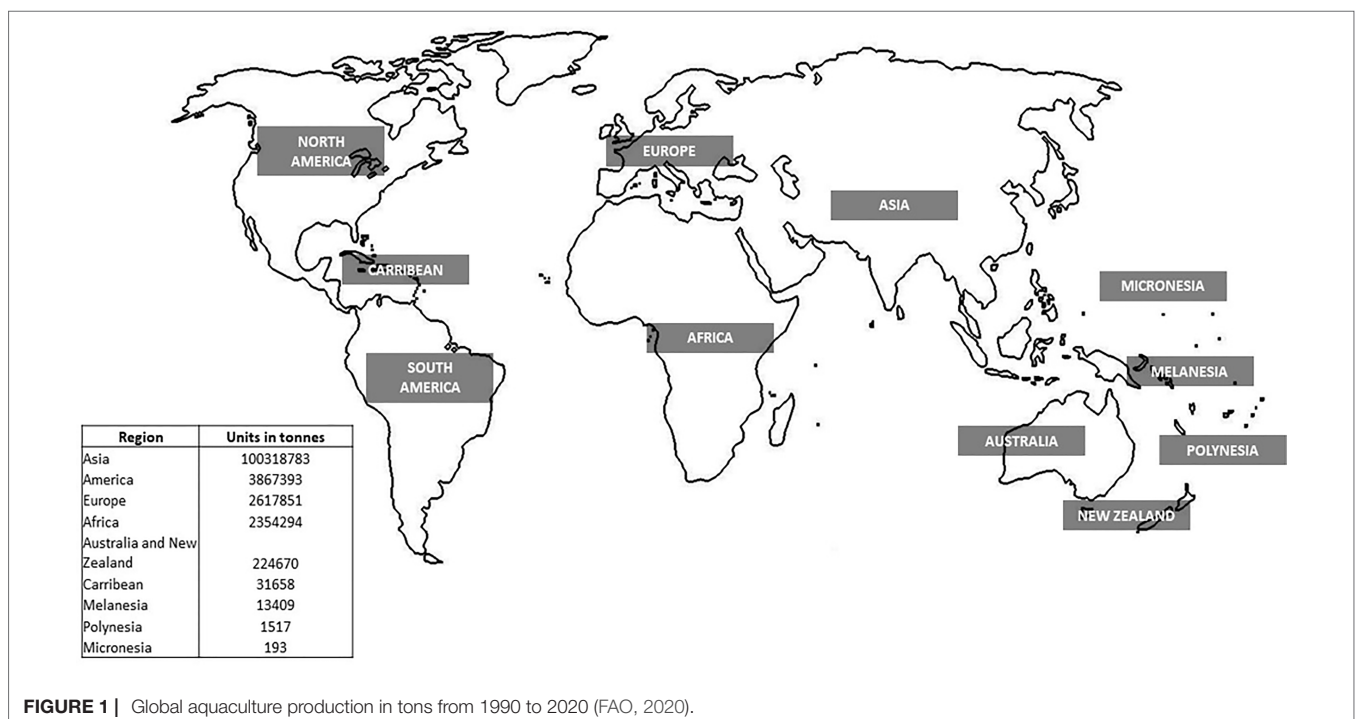 NORTH
AMERICA
EUROPE
ASIA
CARRIBEAN
MICRONESIA
AFRICA
SOUTH
AMERICA
MELANESIA
AUSTRALIA
POLYNESIA
NEW ZEALAND
Region Units in tonnes
Asia 100318783
America 3867393
Europe 2617851
Africa 2354294
Australia and New
Zealand 224670
Carribean 31658
Melanesia 13409
Polynesia 1517
Micronesia 193
FIGURE 1 | Global aquaculture production in tons from 1990 to 2020 (FAO, 2020).